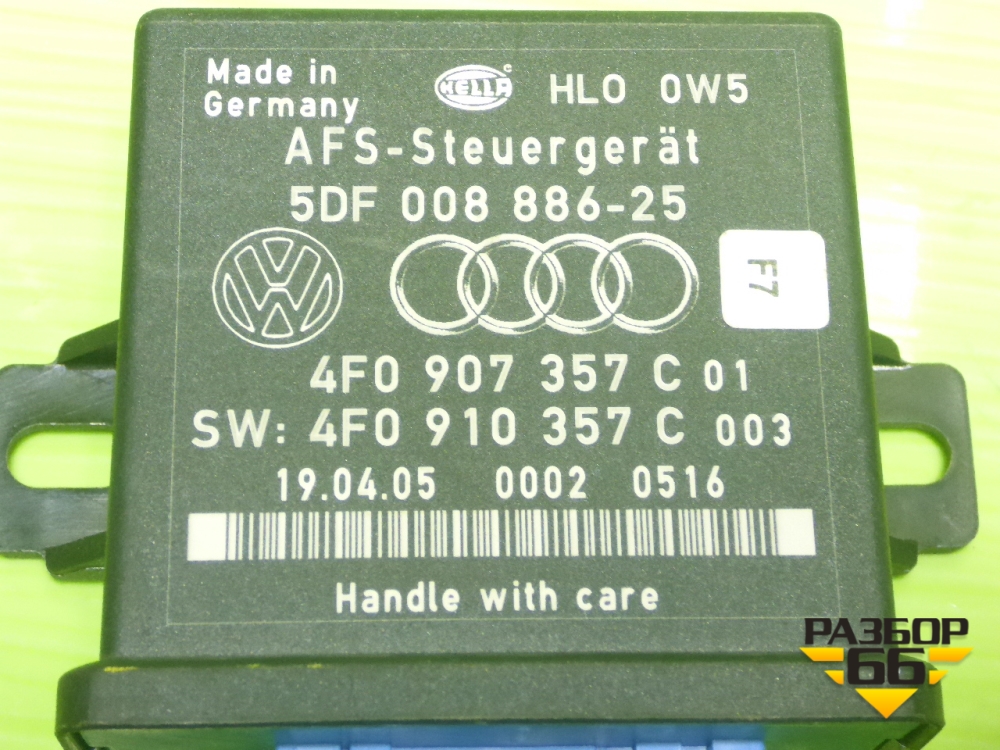 Made in
Germany
HELLA
HLO 0W5
AFS-Steuergerät
5DF 008 886-25
F7
4F0 907 357 C 01
SW: 4F0 910 357 C 003
19.04.05 0002 0516
Handle with care
РАЗБОР
66